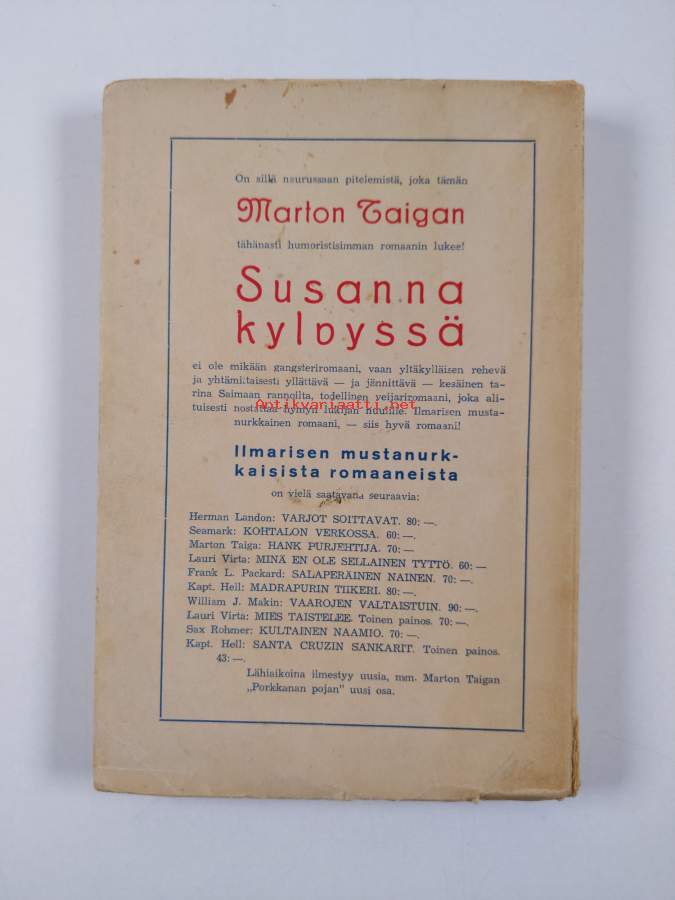 On sillä naurussaan pitelemistä, joka tämän
Marton Taigan
tähänasti humoristisimman romaanin lukee!
Susanna
kylpyssä
ei ole mikään gangsteriromaani, vaan yltäkylläisen rehevä
ja yhtämittaisesti yllättävä — ja jännittävä — kesäinen ta-
rina Saimaan rannoilta, todellinen veijariromaani, joka ali-
Antikvariaatti.net
tuisesti nostattaa hymyn lukijan huulille. Ilmarisen musta-
nurkkainen romaani, — siis hyvä romaani!
Ilmarisen mustanurk-
kaisista romaaneista
on vielä saatavana seuraavia:
Herman Landon: VARJOT SOITTAVAT. 80: —.
Seamark: KOHTALON VERKOSSA. 60: —.
Marton Taiga: HANK PURJEHTIJA. 70: —
Lauri Virta: MINÄ EN OLE SELLAINEN TYTTÖ. 60: —
Frank L. Packard: SALAPERÄINEN NAINEN. 70: —.
Kapt. Hell: MADRAPURIN TIIKERI. 80: —.
William J. Makin: VAAROJEN VALTAISTUIN. 90: —.
Lauri Virta: MIES TAISTELEE. Toinen painos. 70: —.
Sax Rohmer: KULTAINEN NAAMIO. 70: —.
Kapt. Hell: SANTA CRUZIN SANKARIT. Toinen painos.
43: —.
Lähiaikoina ilmestyy uusia, mm. Marton Taigan
„Porkkanan pojan" uusi osa.